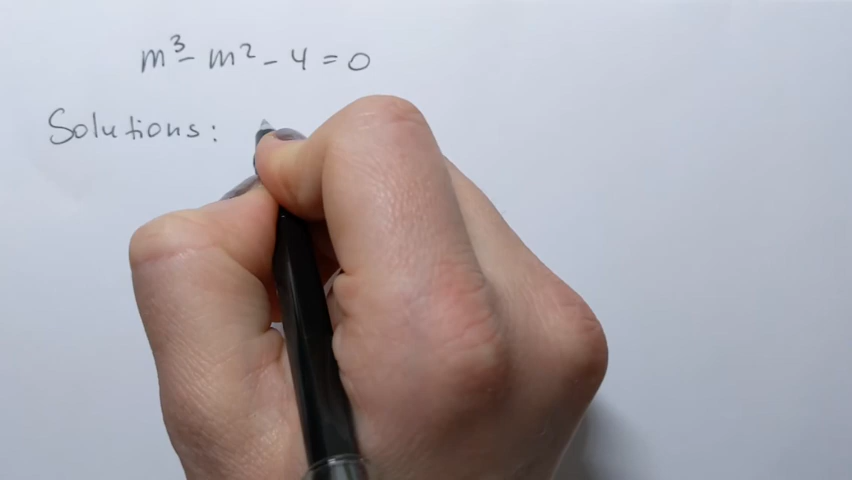 m³ - m² - 4 = 0
Solutions: